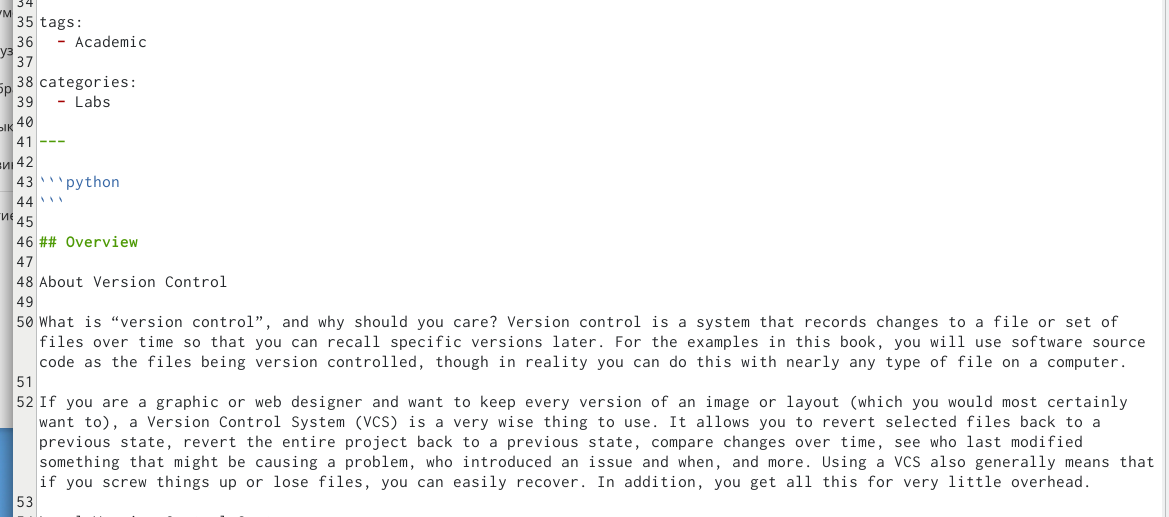 34
35 tags:
36   - Academic
37
38 categories:
39   - Labs
40
41 ---
42
43 ```python
44 ```
45
46 ## Overview
47
48 About Version Control
49
50 What is “version control”, and why should you care? Version control is a system that records changes to a file or set of
files over time so that you can recall specific versions later. For the examples in this book, you will use software source
code as the files being version controlled, though in reality you can do this with nearly any type of file on a computer.
51
52 If you are a graphic or web designer and want to keep every version of an image or layout (which you would most certainly
want to), a Version Control System (VCS) is a very wise thing to use. It allows you to revert selected files back to a
previous state, revert the entire project back to a previous state, compare changes over time, see who last modified
something that might be causing a problem, who introduced an issue and when, and more. Using a VCS also generally means that
if you screw things up or lose files, you can easily recover. In addition, you get all this for very little overhead.
53